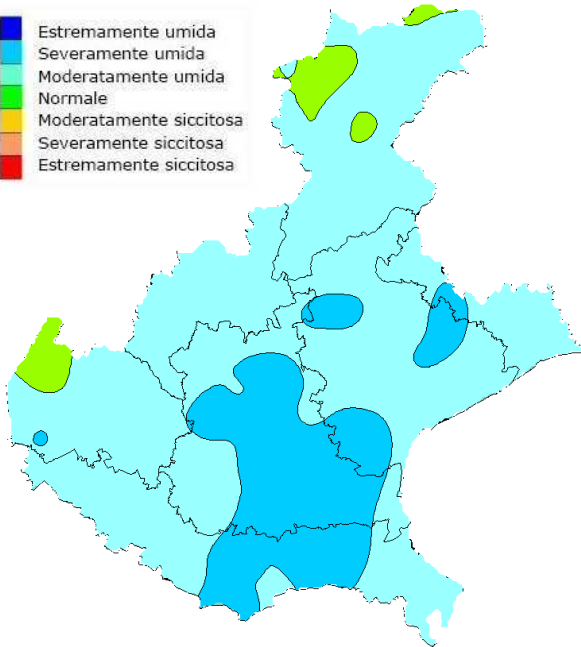 Estremamente umida
Severamente umida
Moderatamente umida
Normale
Moderatamente siccitosa
Severamente siccitosa
Estremamente siccitosa